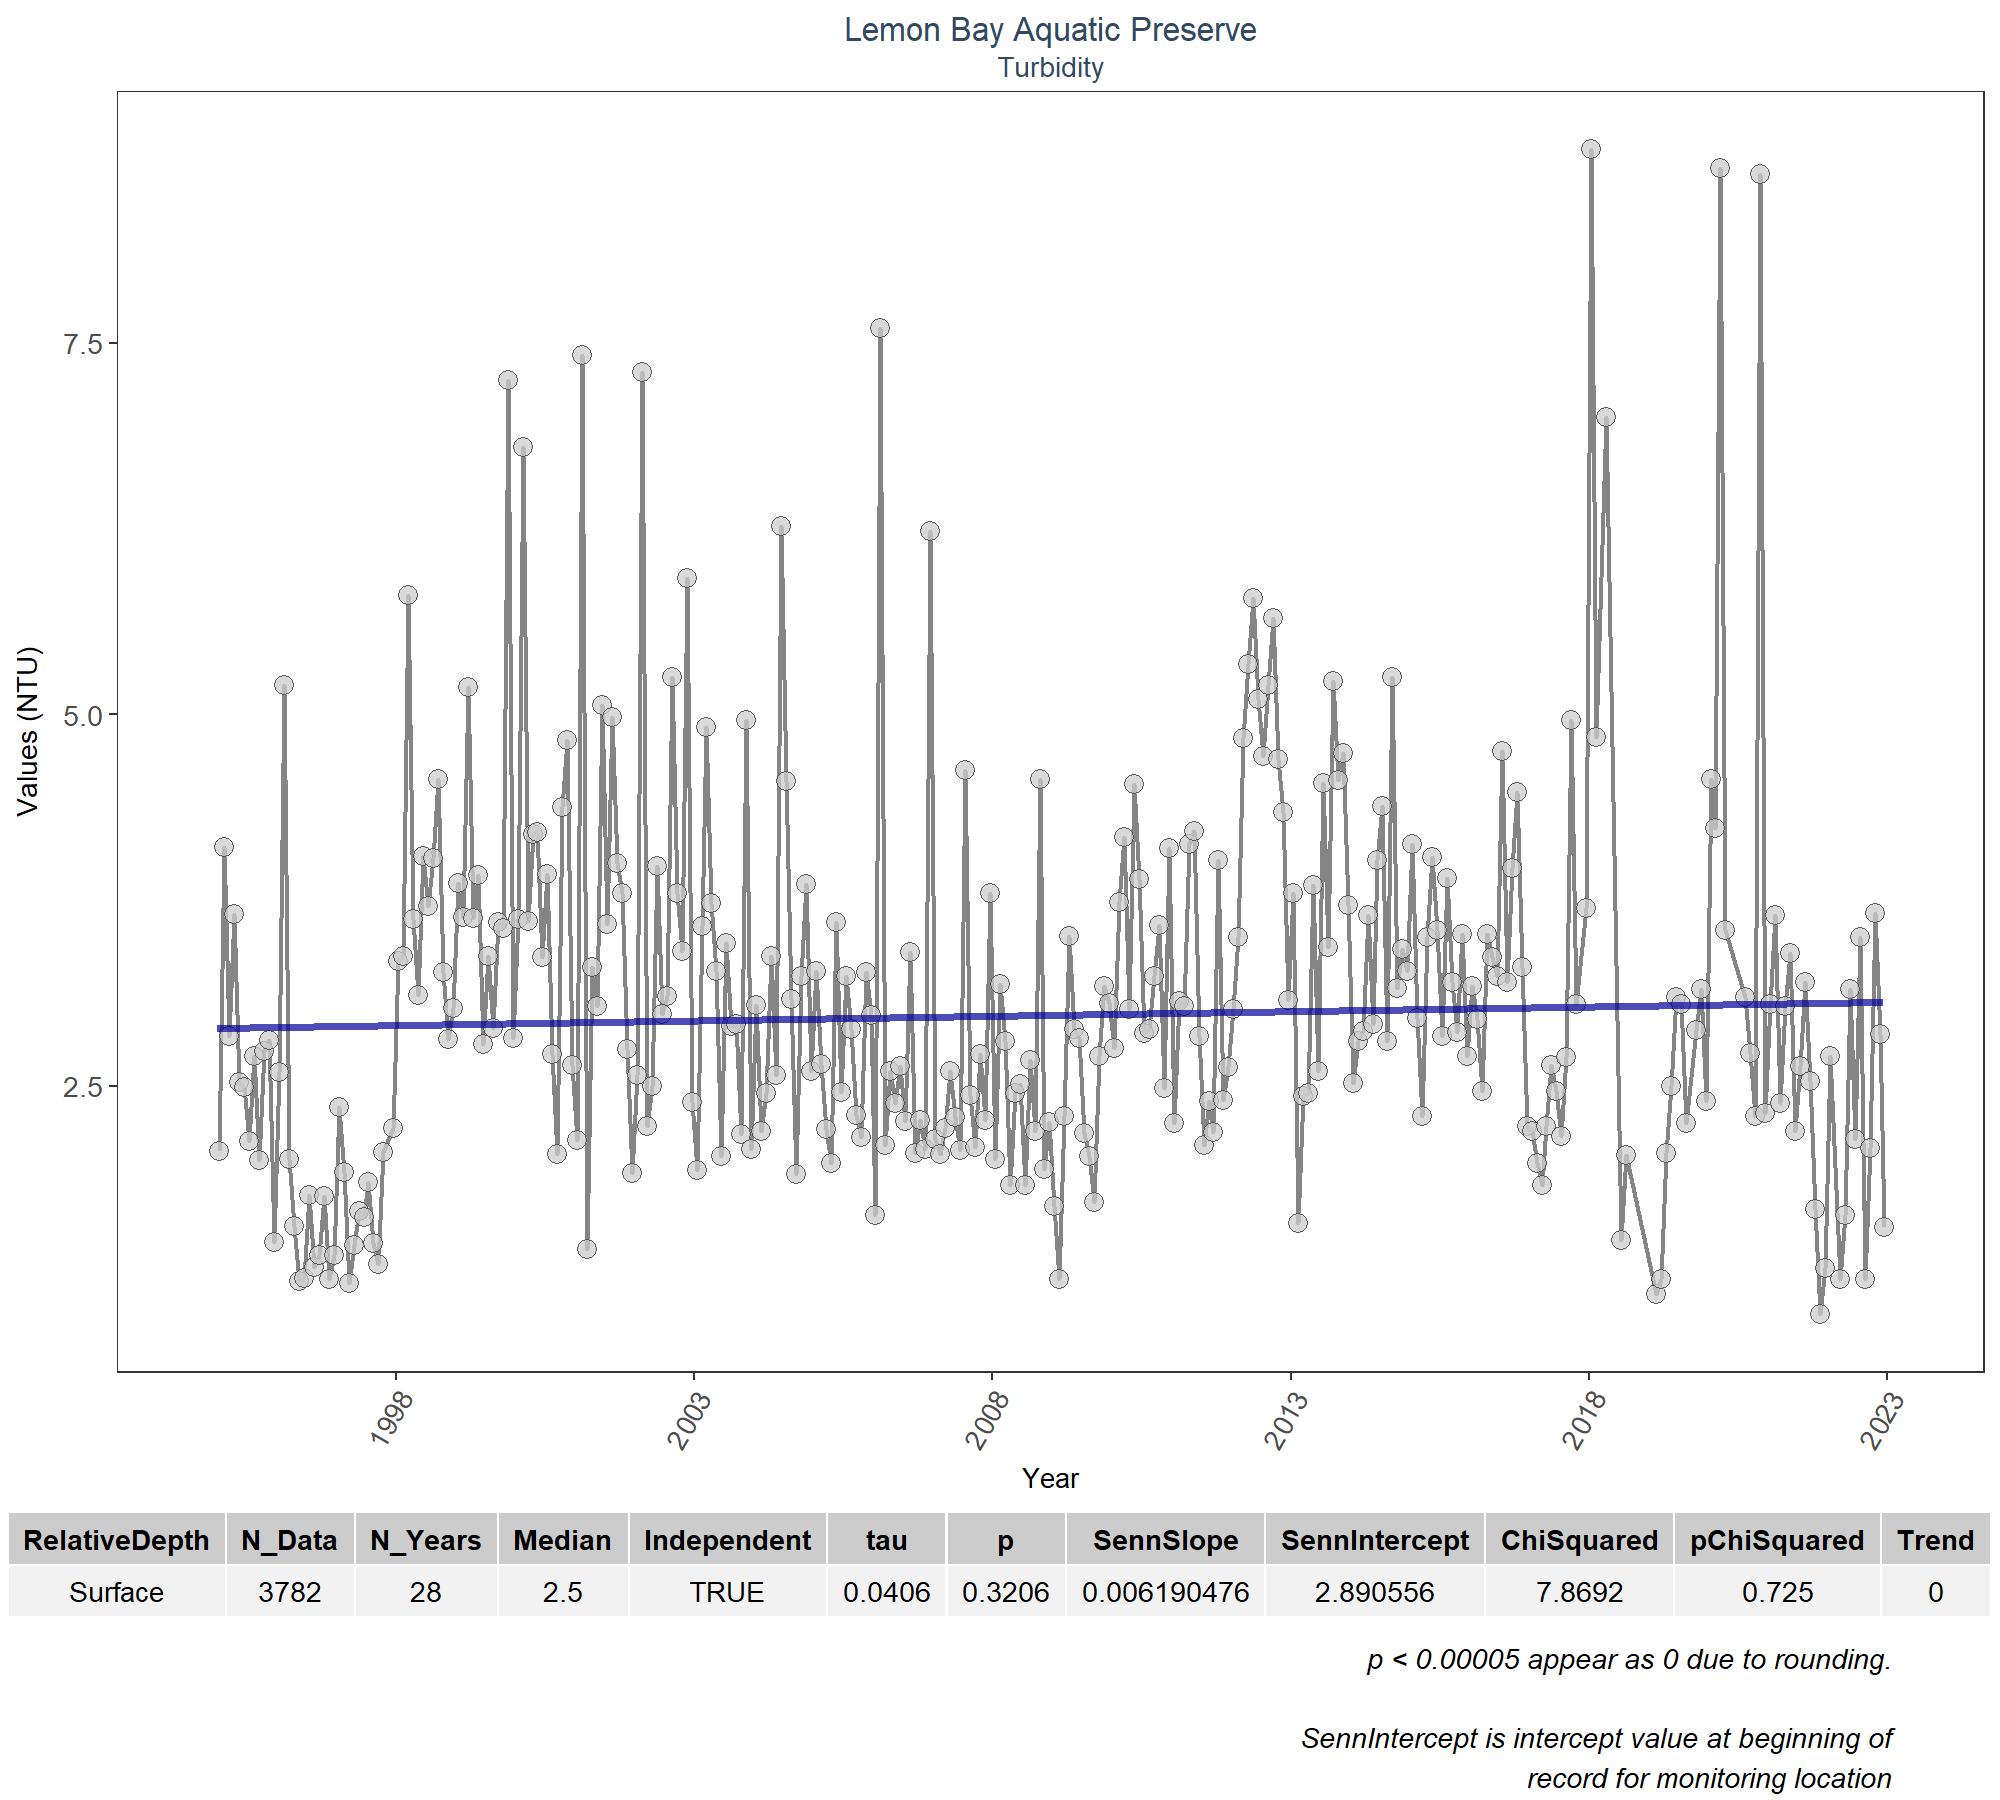 Lemon Bay Aquatic Preserve
Turbidity
Values (NTU)
7.5
5.0
2.5
1998 2003 2008 2013 2018 2023
Year
RelativeDepth N_Data N_Years Median Independent tau p SennSlope SennIntercept ChiSquared pChiSquared Trend
Surface 3782 28 2.5 TRUE 0.0406 0.3206 0.006190476 2.890556 7.8692 0.725 0
p < 0.00005 appear as 0 due to rounding.
SennIntercept is intercept value at beginning of
record for monitoring location